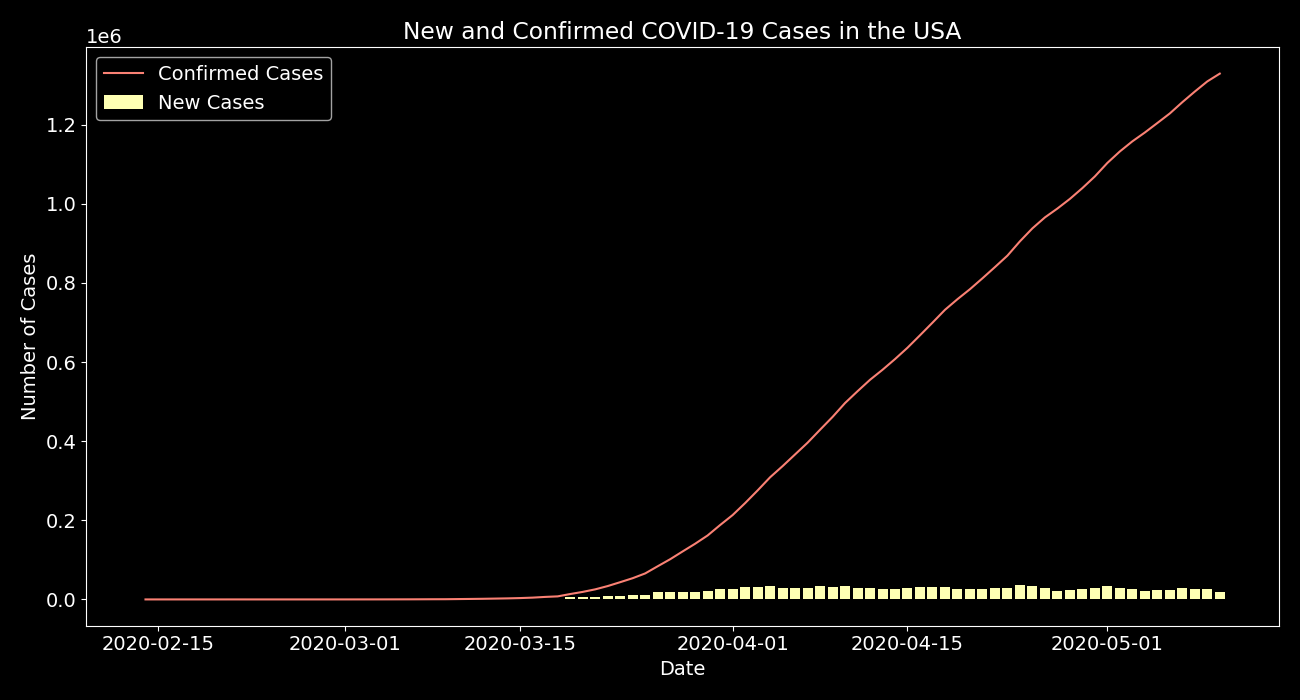 New and Confirmed COVID-19 Cases in the USA
1e6
Confirmed Cases
New Cases
1.2
1.0
0.8
0.6
0.4
0.2
0.0
Number of Cases
2020-02-15 2020-03-01 2020-03-15 2020-04-01 2020-04-15 2020-05-01
Date